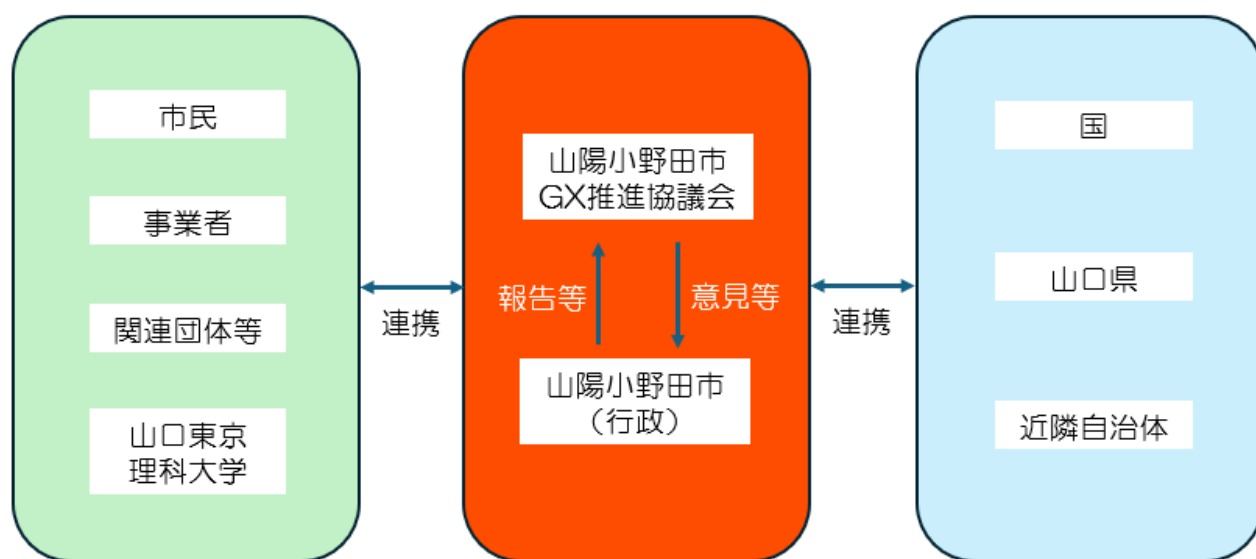 市民
事業者
関連団体等
山口東京
理科大学
連携
山陽小野田市
GX推進協議会
報告等
意見等
山陽小野田市
（行政）
連携
国
山口県
近隣自治体